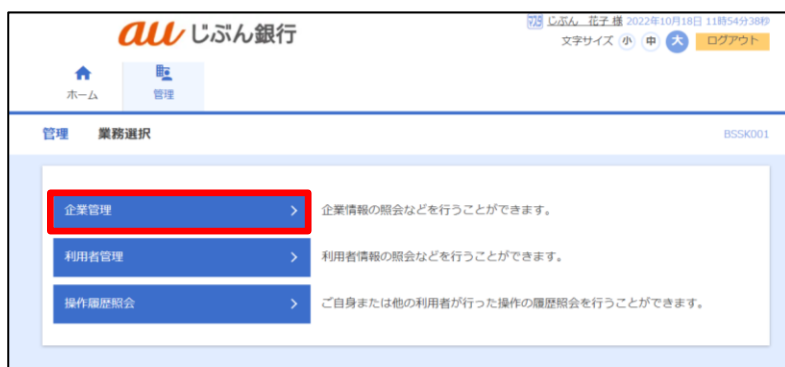 au じぶん銀行
じぶん 花子 様 2022年10月18日 11時54分38秒
文字サイズ 小 中 大 ログアウト
ホーム
管理
管理 業務選択
BSSK001
企業管理
企業情報の照会などを行うことができます。
利用者管理
利用者情報の照会などを行うことができます。
操作履歴照会
ご自身または他の利用者が行った操作の履歴照会を行うことができます。